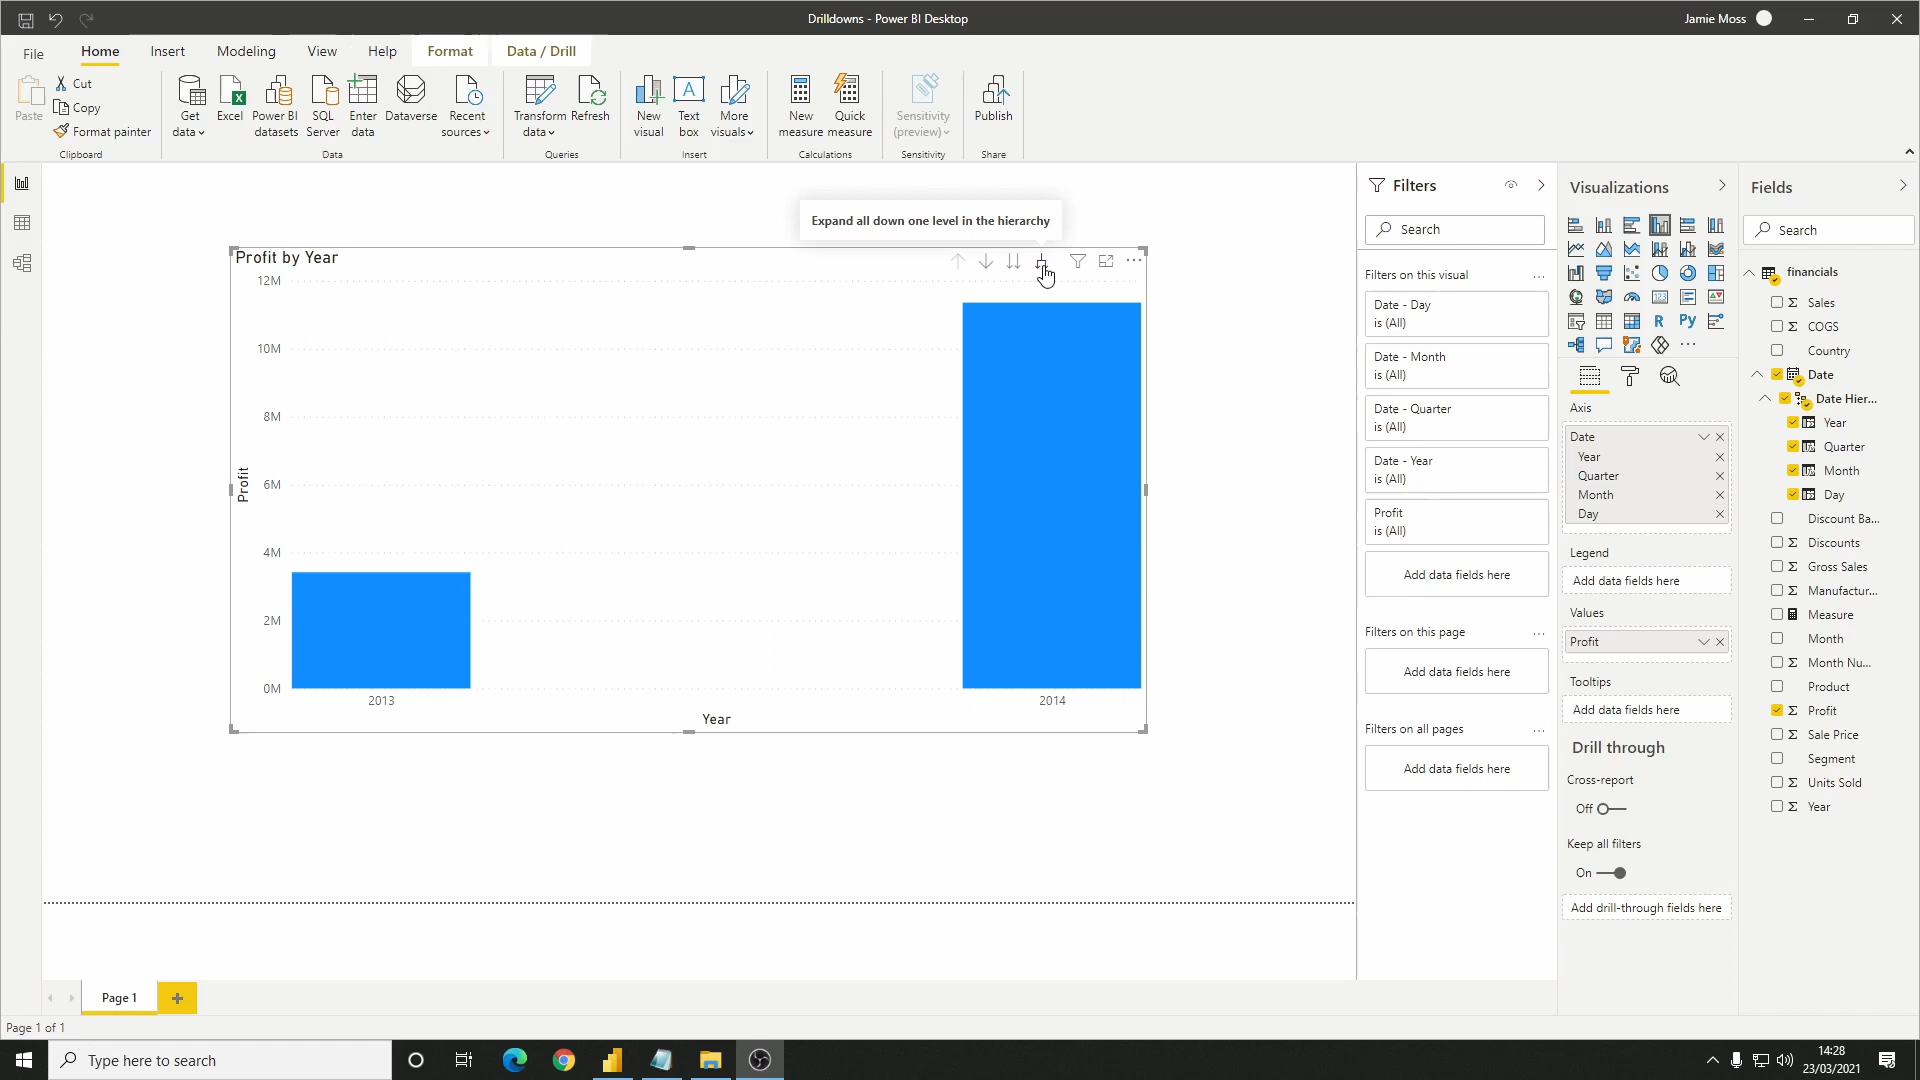 Drilldowns - Power BI Desktop
Jamie Moss
File
Home
Insert
Modeling
View
Help
Format
Data / Drill
Paste
Cut
Copy
Format painter
Clipboard
Get
data
Excel
Power BI
datasets
SQL
Server
Enter
data
Dataverse
Recent
sources
Data
Transform
data
Refresh
Queries
New
visual
A
Text
box
More
visuals
Insert
New
measure
Quick
measure
Calculations
Sensitivity
(preview)
Sensitivity
Publish
Share
Expand all down one level in the hierarchy
Profit by Year
12M
10M
8M
6M
4M
2M
0M
Profit
2013
2014
Year
Filters
Search
Filters on this visual
Date - Day
is (All)
Date - Month
is (All)
Date - Quarter
is (All)
Date - Year
is (All)
Profit
is (All)
Add data fields here
Filters on this page
Add data fields here
Filters on all pages
Add data fields here
Visualizations
123
R
Py
Axis
Date
Year
Quarter
Month
Day
Legend
Add data fields here
Values
Profit
Tooltips
Add data fields here
Drill through
Cross-report
Off
Keep all filters
On
Add drill-through fields here
Fields
Search
financials
Σ Sales
Σ COGS
Country
Date
Date Hier...
Year
Quarter
Month
Day
Discount Ba...
Σ Discounts
Σ Gross Sales
Σ Manufactur...
Measure
Month
Σ Month Nu...
Product
Σ Profit
Σ Sale Price
Segment
Σ Units Sold
Σ Year
Page 1
Page 1 of 1
Type here to search
14:28
23/03/2021